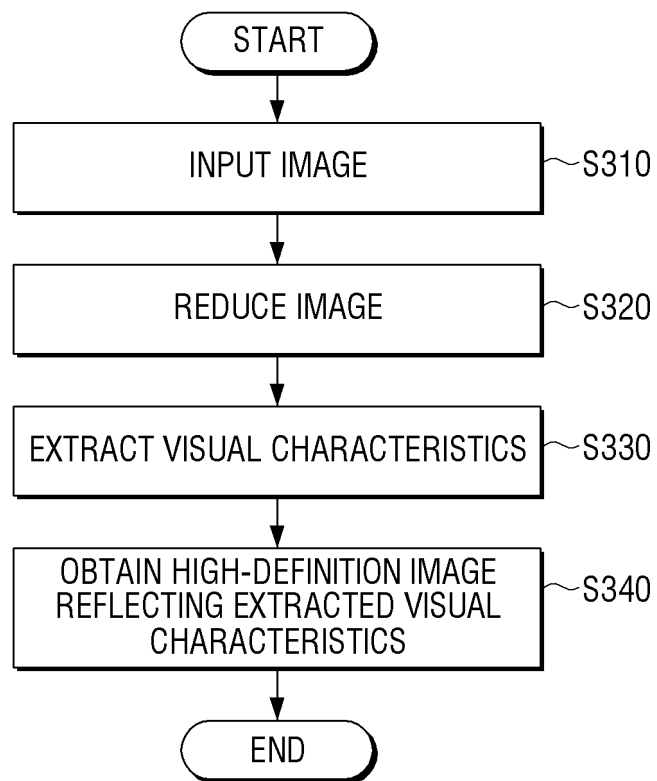 START
INPUT IMAGE
S310
REDUCE IMAGE
S320
EXTRACT VISUAL CHARACTERISTICS
S330
OBTAIN HIGH-DEFINITION IMAGE
REFLECTING EXTRACTED VISUAL
CHARACTERISTICS
S340
END